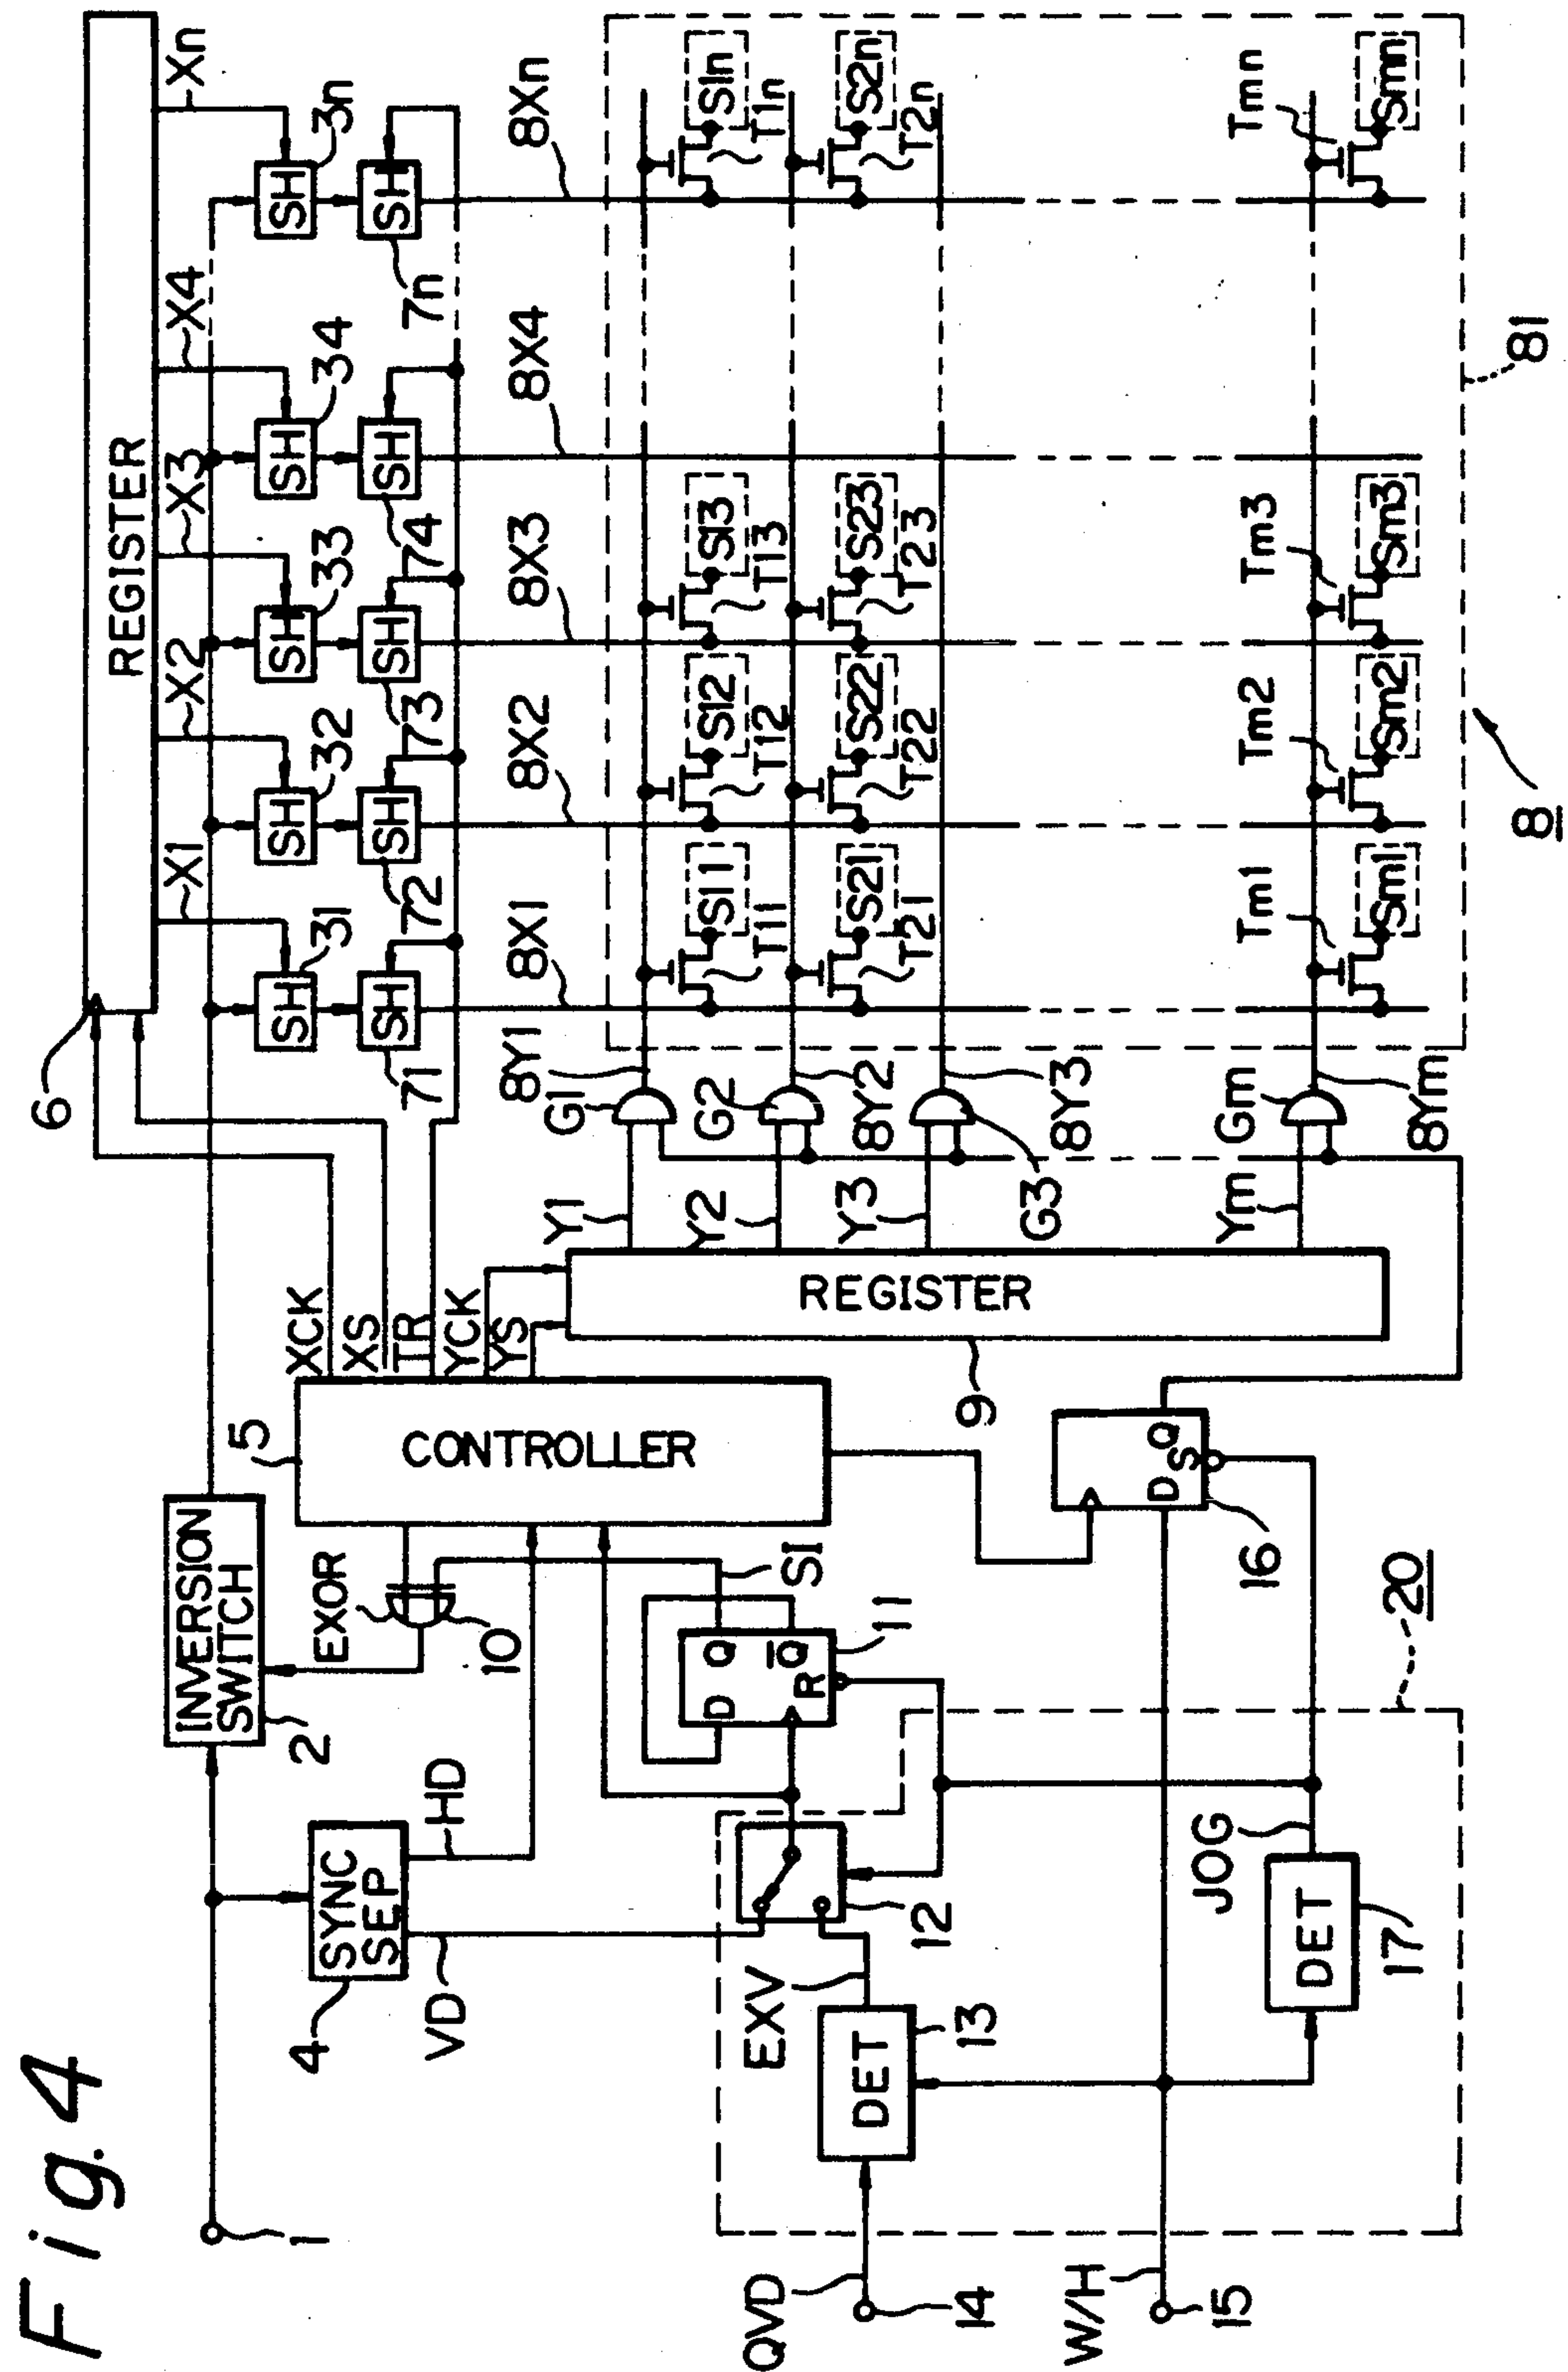 Fig. 4
1
SYNC
SEP
4
VD
HD
INVERSION
SWITCH
2
EXOR
10
5
CONTROLLER
XCK
XS
TR
YCK
YS
6
REGISTER
X1
X2
X3
X4
Xn
SH
31
SH
32
SH
33
SH
34
SH
3n
SH
71
SH
72
SH
73
SH
74
SH
7n
8X1
8X2
8X3
8X4
8Xn
QVD
14
DET
13
EXV
12
D
Q
Q
R
11
SI
REGISTER
9
Y1
Y2
Y3
Ym
G1
G2
G3
Gm
8Y1
8Y2
8Y3
8Ym
S11
T11
S12
T12
S13
T13
S1n
T1n
S21
T21
S22
T22
S23
T23
S2n
T2n
Tm1
Sm1
Tm2
Sm2
Tm3
Sm3
Tmn
Smn
W/H
15
JOG
DET
17
20
D
Q
S
16
8
81